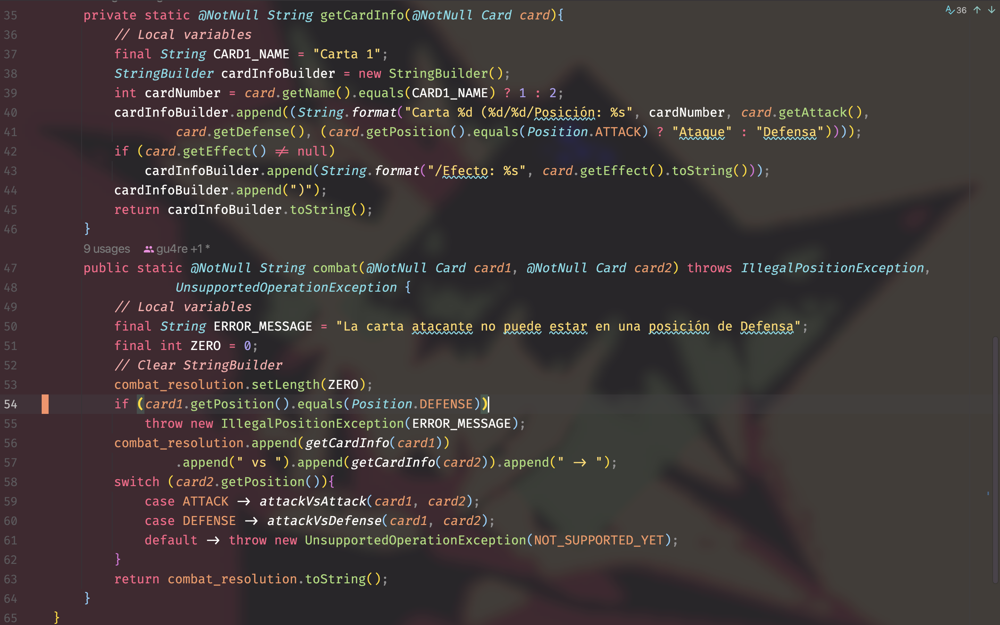 36
35 private static @NotNull String getCardInfo(@NotNull Card card){
36 // Local variables
37 final String CARD1_NAME = "Carta 1";
38 StringBuilder cardInfoBuilder = new StringBuilder();
39 int cardNumber = card.getName().equals(CARD1_NAME) ? 1 : 2;
40 cardInfoBuilder.append((String.format("Carta %d (%d/%d/Posición: %s", cardNumber, card.getAttack(),
41 card.getDefense(), (card.getPosition().equals(Position.ATTACK) ? "Ataque" : "Defensa"))));
42 if (card.getEffect() ≠ null)
43 cardInfoBuilder.append(String.format("/Efecto: %s", card.getEffect().toString()));
44 cardInfoBuilder.append(")");
45 return cardInfoBuilder.toString();
46 }
9 usages gu4re +1 *
47 public static @NotNull String combat(@NotNull Card card1, @NotNull Card card2) throws IllegalPositionException,
48 UnsupportedOperationException {
49 // Local variables
50 final String ERROR_MESSAGE = "La carta atacante no puede estar en una posición de Defensa";
51 final int ZERO = 0;
52 // Clear StringBuilder
53 combat_resolution.setLength(ZERO);
54 if (card1.getPosition().equals(Position.DEFENSE))
55 throw new IllegalPositionException(ERROR_MESSAGE);
56 combat_resolution.append(getCardInfo(card1))
57 .append(" vs ").append(getCardInfo(card2)).append(" → ");
58 switch (card2.getPosition()){
59 case ATTACK → attackVsAttack(card1, card2);
60 case DEFENSE → attackVsDefense(card1, card2);
61 default → throw new UnsupportedOperationException(NOT_SUPPORTED_YET);
62 }
63 return combat_resolution.toString();
64 }
65 }